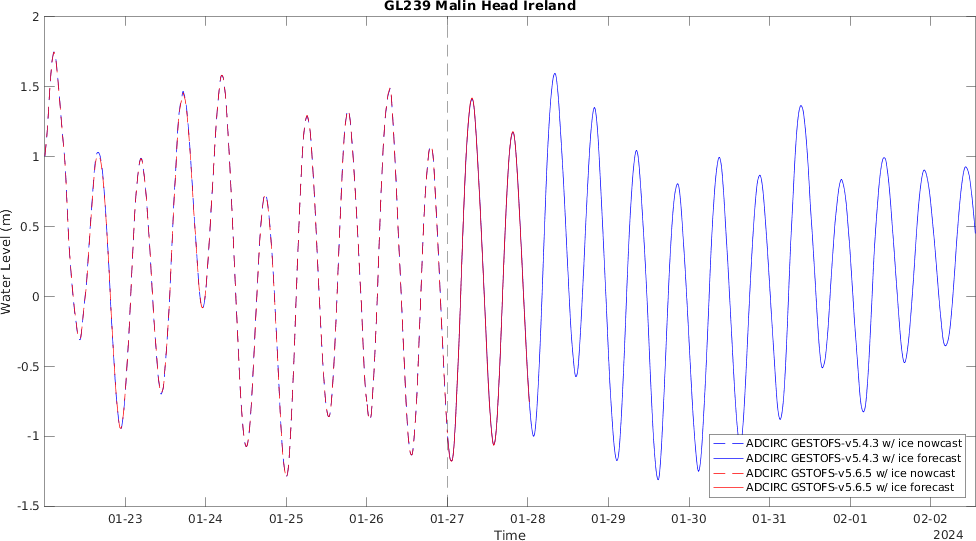 GL239 Malin Head Ireland
2
1.5
1
0.5
0
-0.5
-1
-1.5
Water Level (m)
ADCIRC GESTOFS-v5.4.3 w/ ice nowcast
ADCIRC GESTOFS-v5.4.3 w/ ice forecast
ADCIRC GSTOFS-v5.6.5 w/ ice nowcast
ADCIRC GSTOFS-v5.6.5 w/ ice forecast
01-23 01-24 01-25 01-26 01-27 01-28 01-29 01-30 01-31 02-01 02-02
Time
2024